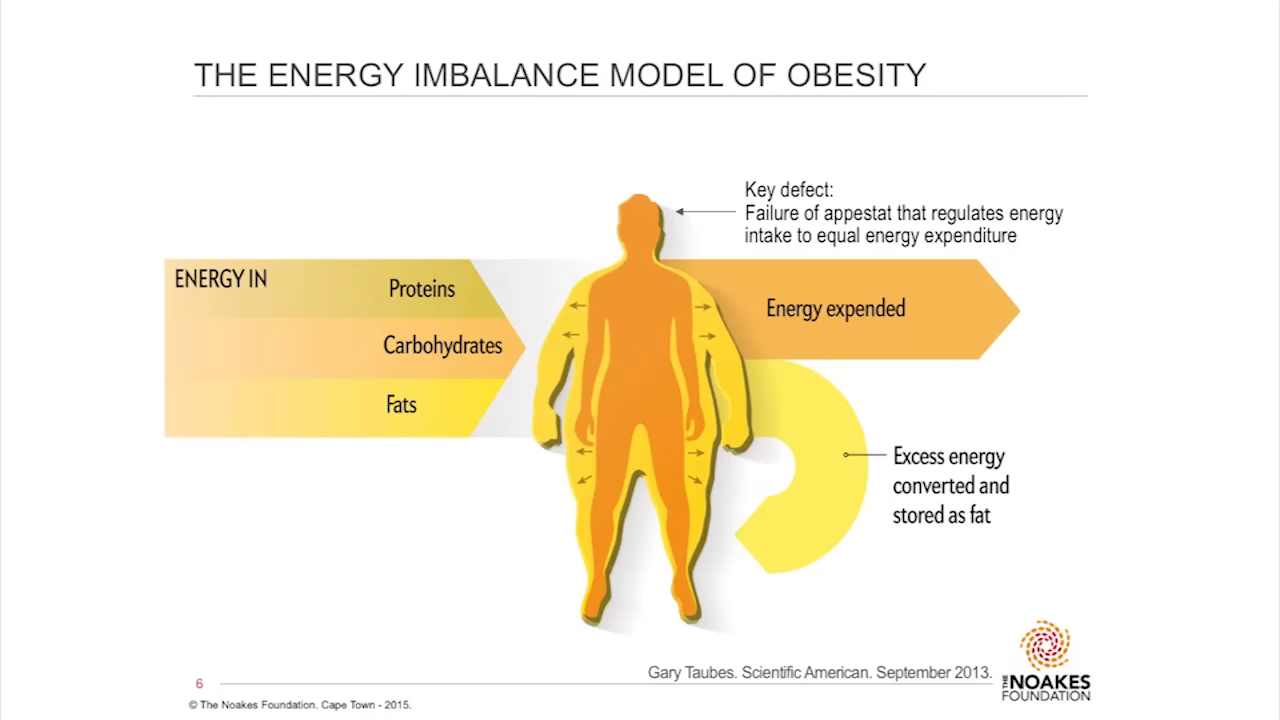 THE ENERGY IMBALANCE MODEL OF OBESITY
Key defect:
Failure of appestat that regulates energy
intake to equal energy expenditure
ENERGY IN
Proteins
Carbohydrates
Fats
Energy expended
Excess energy
converted and
stored as fat
Gary Taubes. Scientific American. September 2013.
6
THE NOAKES
FOUNDATION
© The Noakes Foundation. Cape Town - 2015.